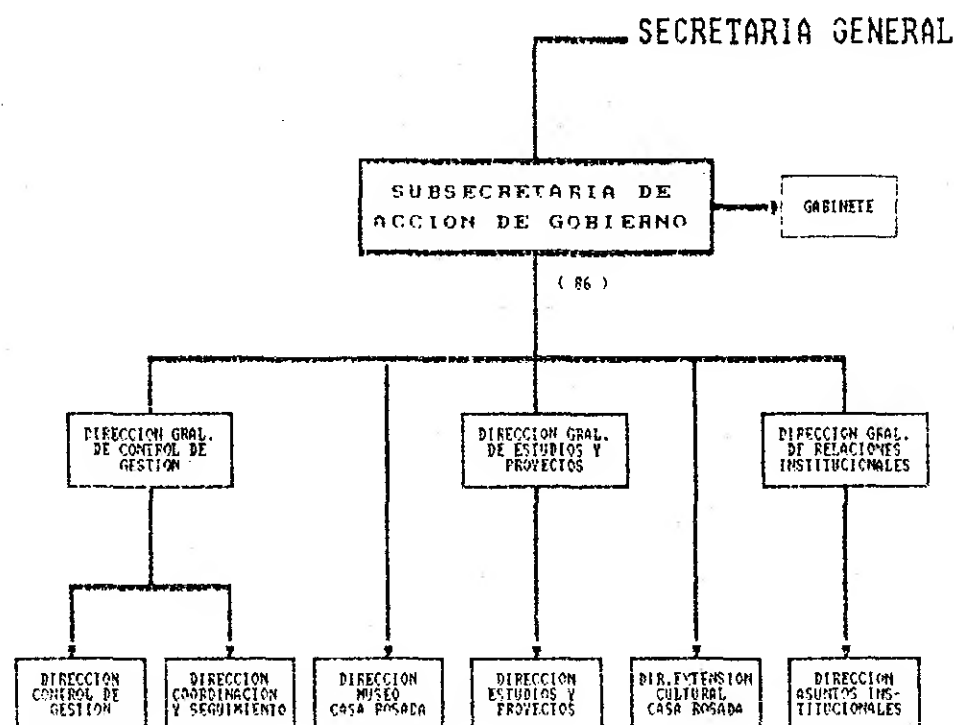 SECRETARIA GENERAL
SUBSECRETARIA DE
ACCION DE GOBIERNO
GABINETE
( 86 )
DIRECCION GRAL.
DE CONTROL DE
GESTION
DIRECCION GRAL.
DE ESTUDIOS Y
PROYECTOS
DIRECCION GRAL.
DE RELACIONES
INSTITUCIONALES
DIRECCION
CONTROL DE
GESTION
DIRECCION
COORDINACION
Y SEGUIMIENTO
DIRECCION
MUSEO
CASA ROSADA
DIRECCION
ESTUDIOS Y
PROYECTOS
DIR.EXTENSION
CULTURAL
CASA ROSADA
DIRECCION
ASUNTOS INS-
TITUCIONALES